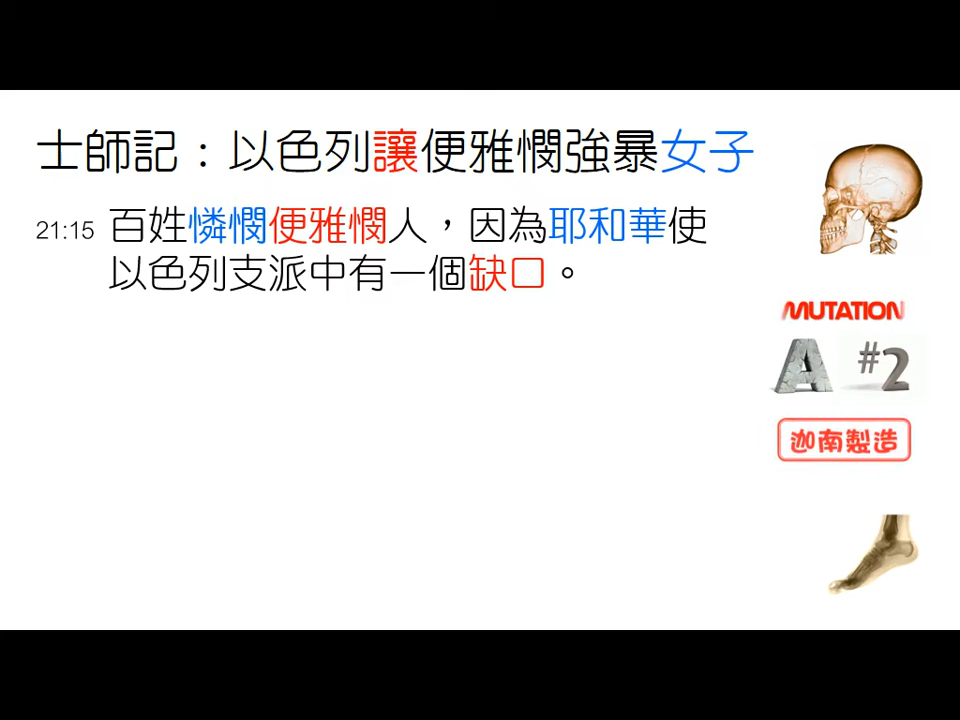 士師記：以色列讓便雅憫強暴女子
21:15 百姓憐憫便雅憫人，因為耶和華使
以色列支派中有一個缺口。
MUTATION
A #2
迦南製造